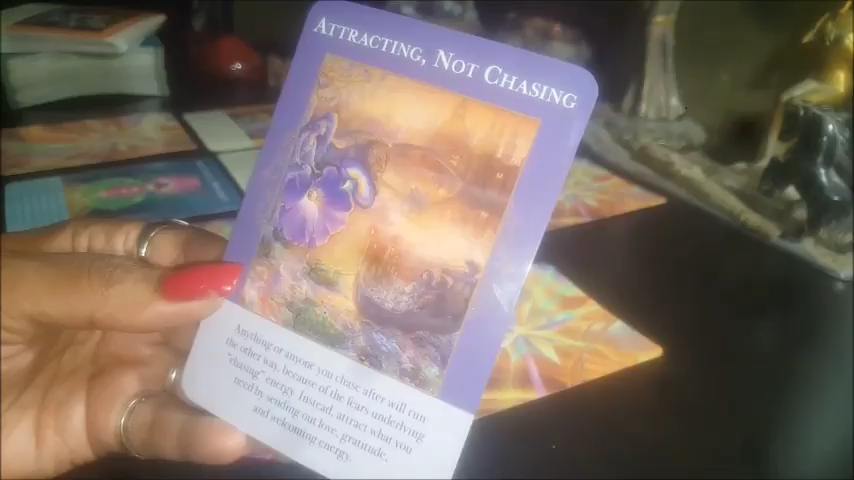 ATTRACTING, NOT CHASING
Anything or anyone you chase after will run
the other way, because of the fears underlying
"chasing" energy. Instead, attract what you
need by sending out love, gratitude,
and welcoming energy.